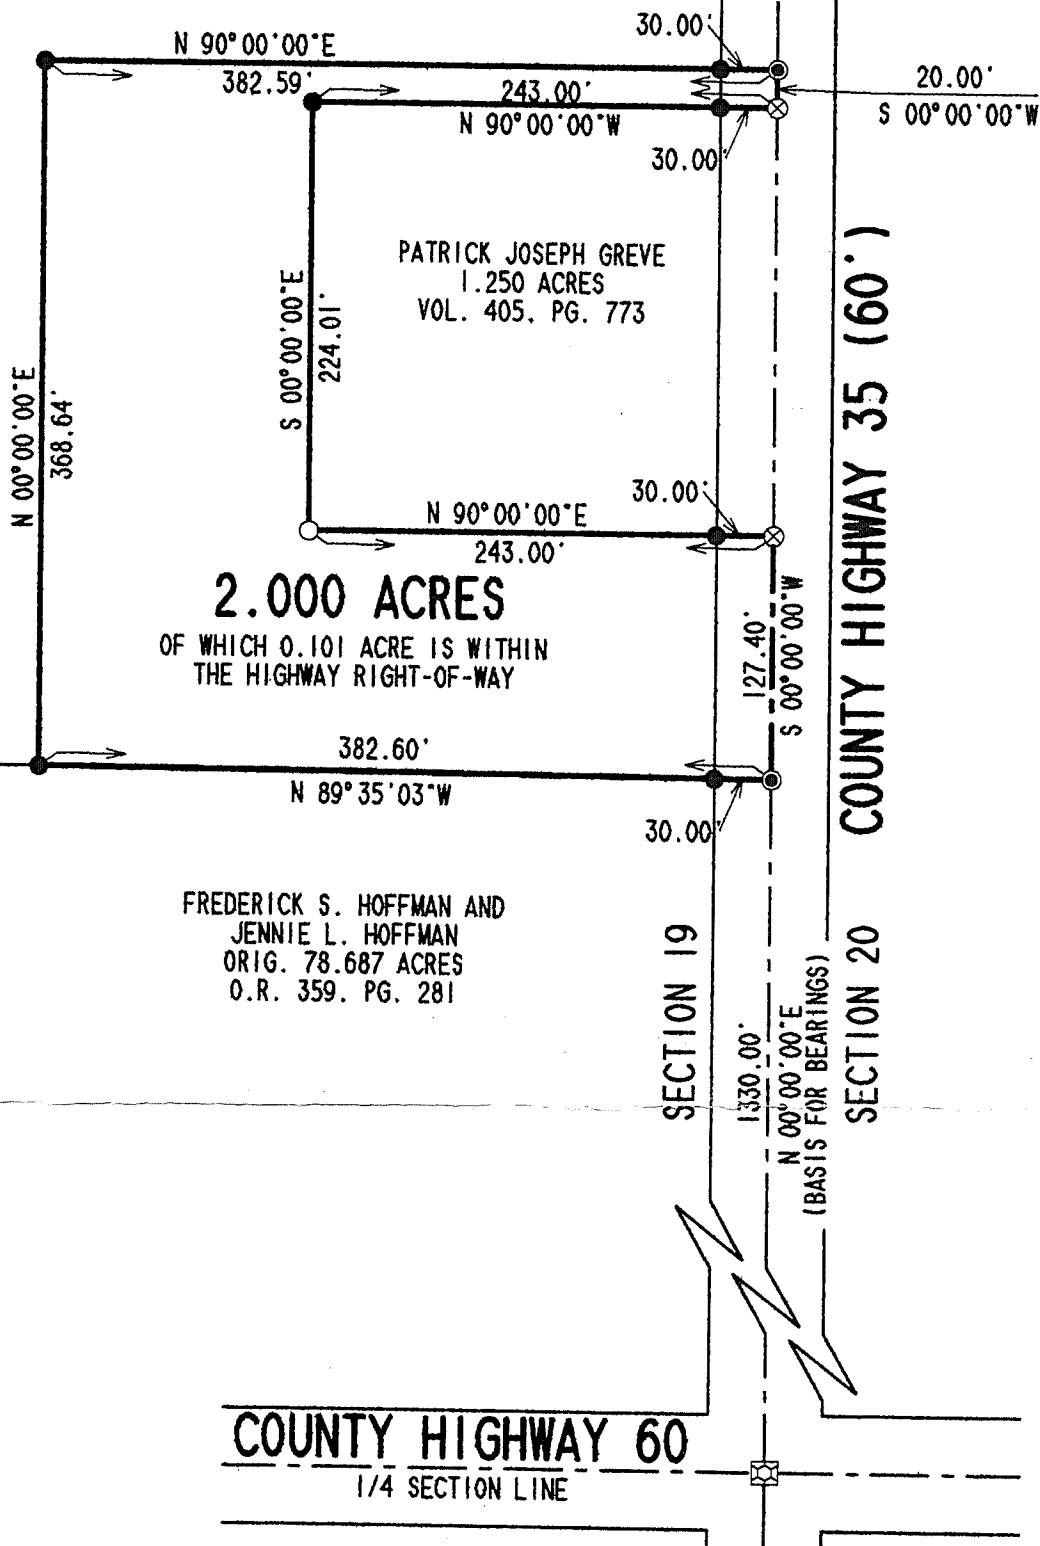 30.00'
N 90°00'00"E
382.59'
243.00'
N 90°00'00"W
20.00'
S 00°00'00"W
30.00'
PATRICK JOSEPH GREVE
1.250 ACRES
VOL. 405, PG. 773
S 00°00'00"E
224.01'
N 00°00'00"E
368.64'
COUNTY HIGHWAY 35 (60')
30.00'
N 90°00'00"E
243.00'
2.000 ACRES
OF WHICH 0.101 ACRE IS WITHIN
THE HIGHWAY RIGHT-OF-WAY
127.40'
S 00°00'00"W
382.60'
N 89°35'03"W
30.00'
FREDERICK S. HOFFMAN AND
JENNIE L. HOFFMAN
ORIG. 78.687 ACRES
O.R. 359, PG. 281
SECTION 19
1330.00'
N 00°00'00"E
(BASIS FOR BEARINGS)
SECTION 20
COUNTY HIGHWAY 60
1/4 SECTION LINE